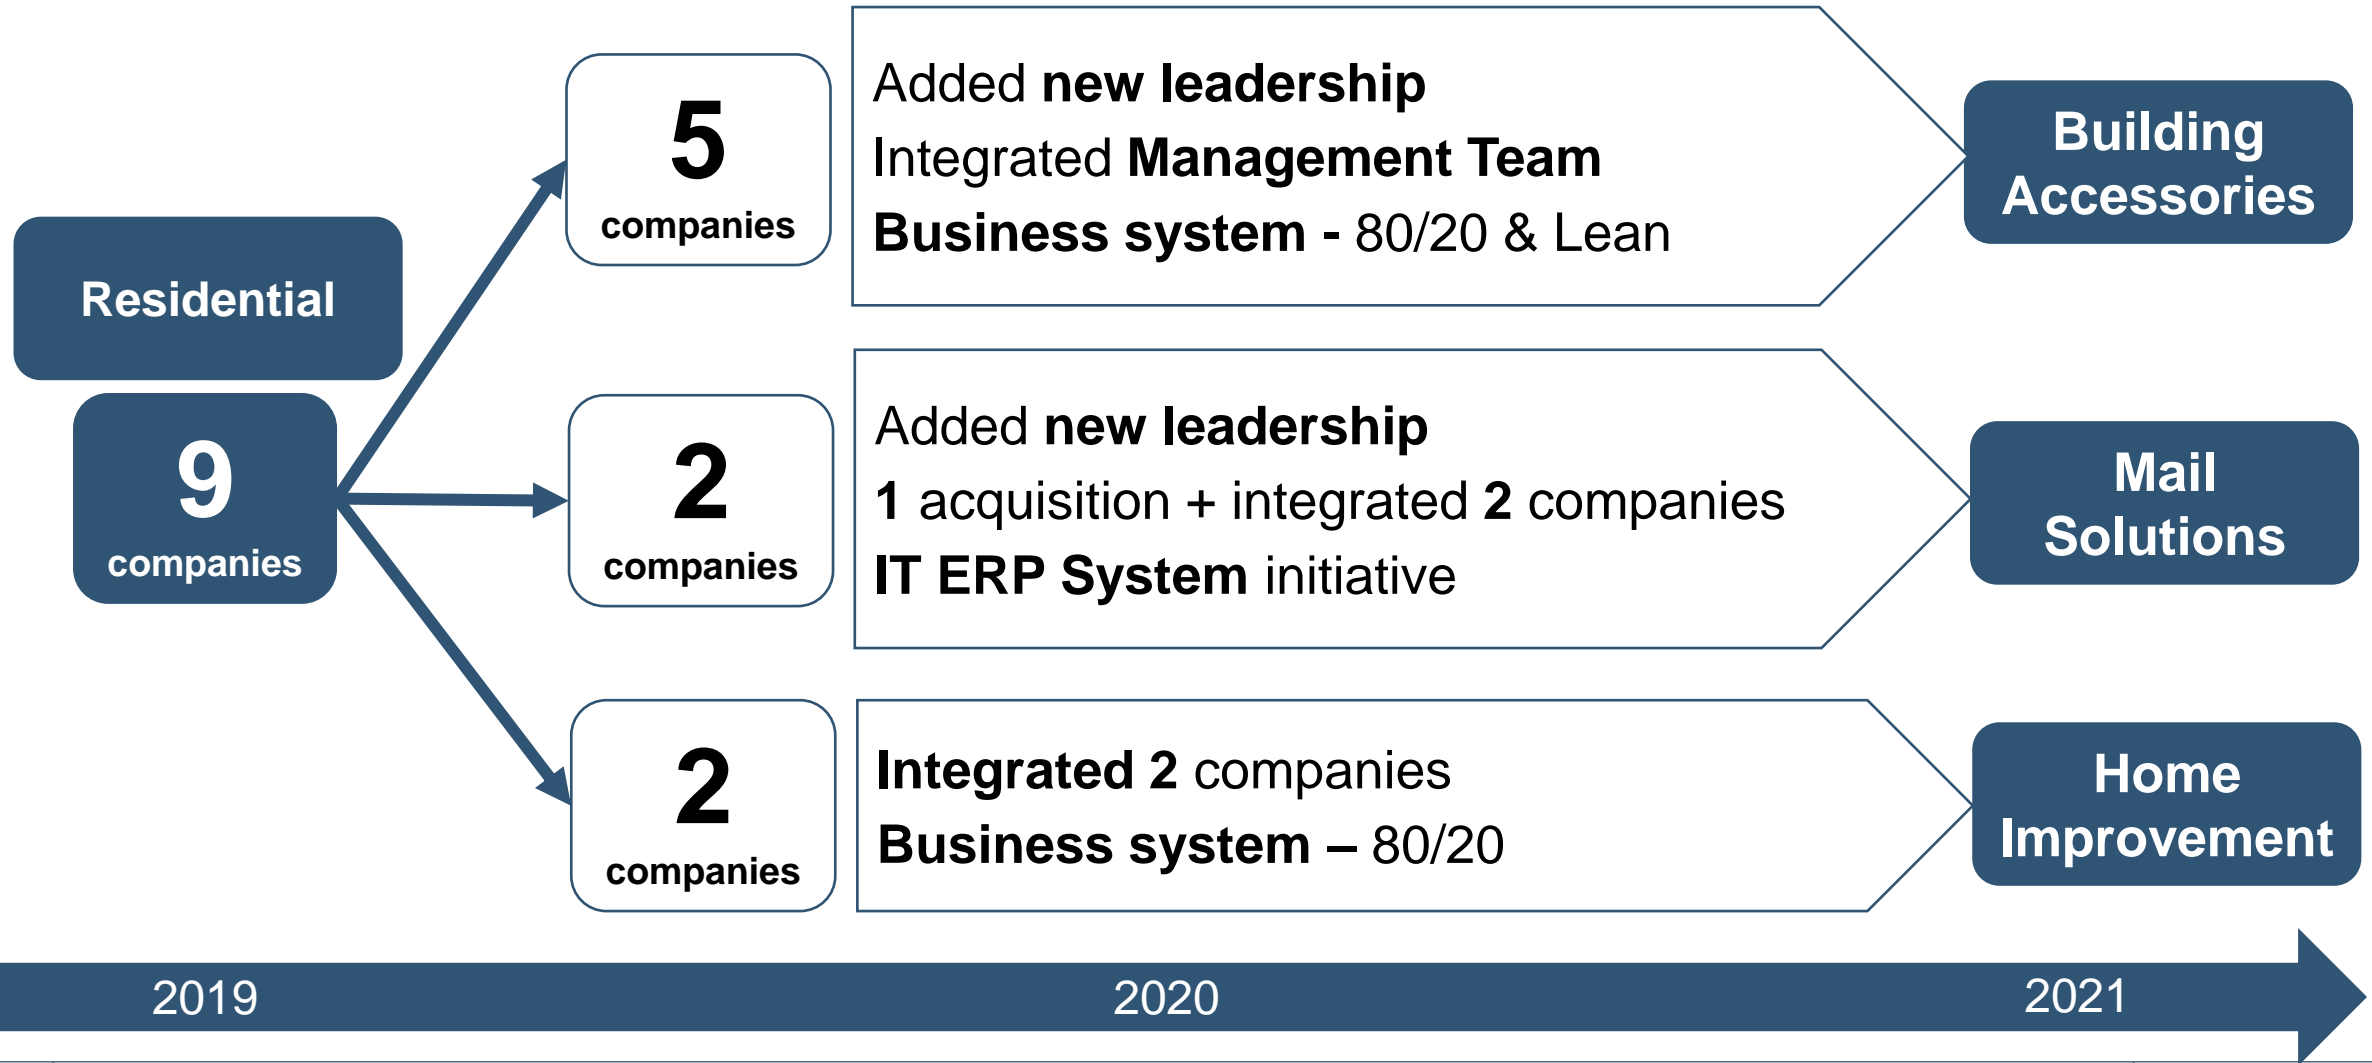 Residential
9
companies
5
companies
Added new leadership
Integrated Management Team
Business system - 80/20 & Lean
Building
Accessories
2
companies
Added new leadership
1 acquisition + integrated 2 companies
IT ERP System initiative
Mail
Solutions
2
companies
Integrated 2 companies
Business system – 80/20
Home
Improvement
2019
2020
2021